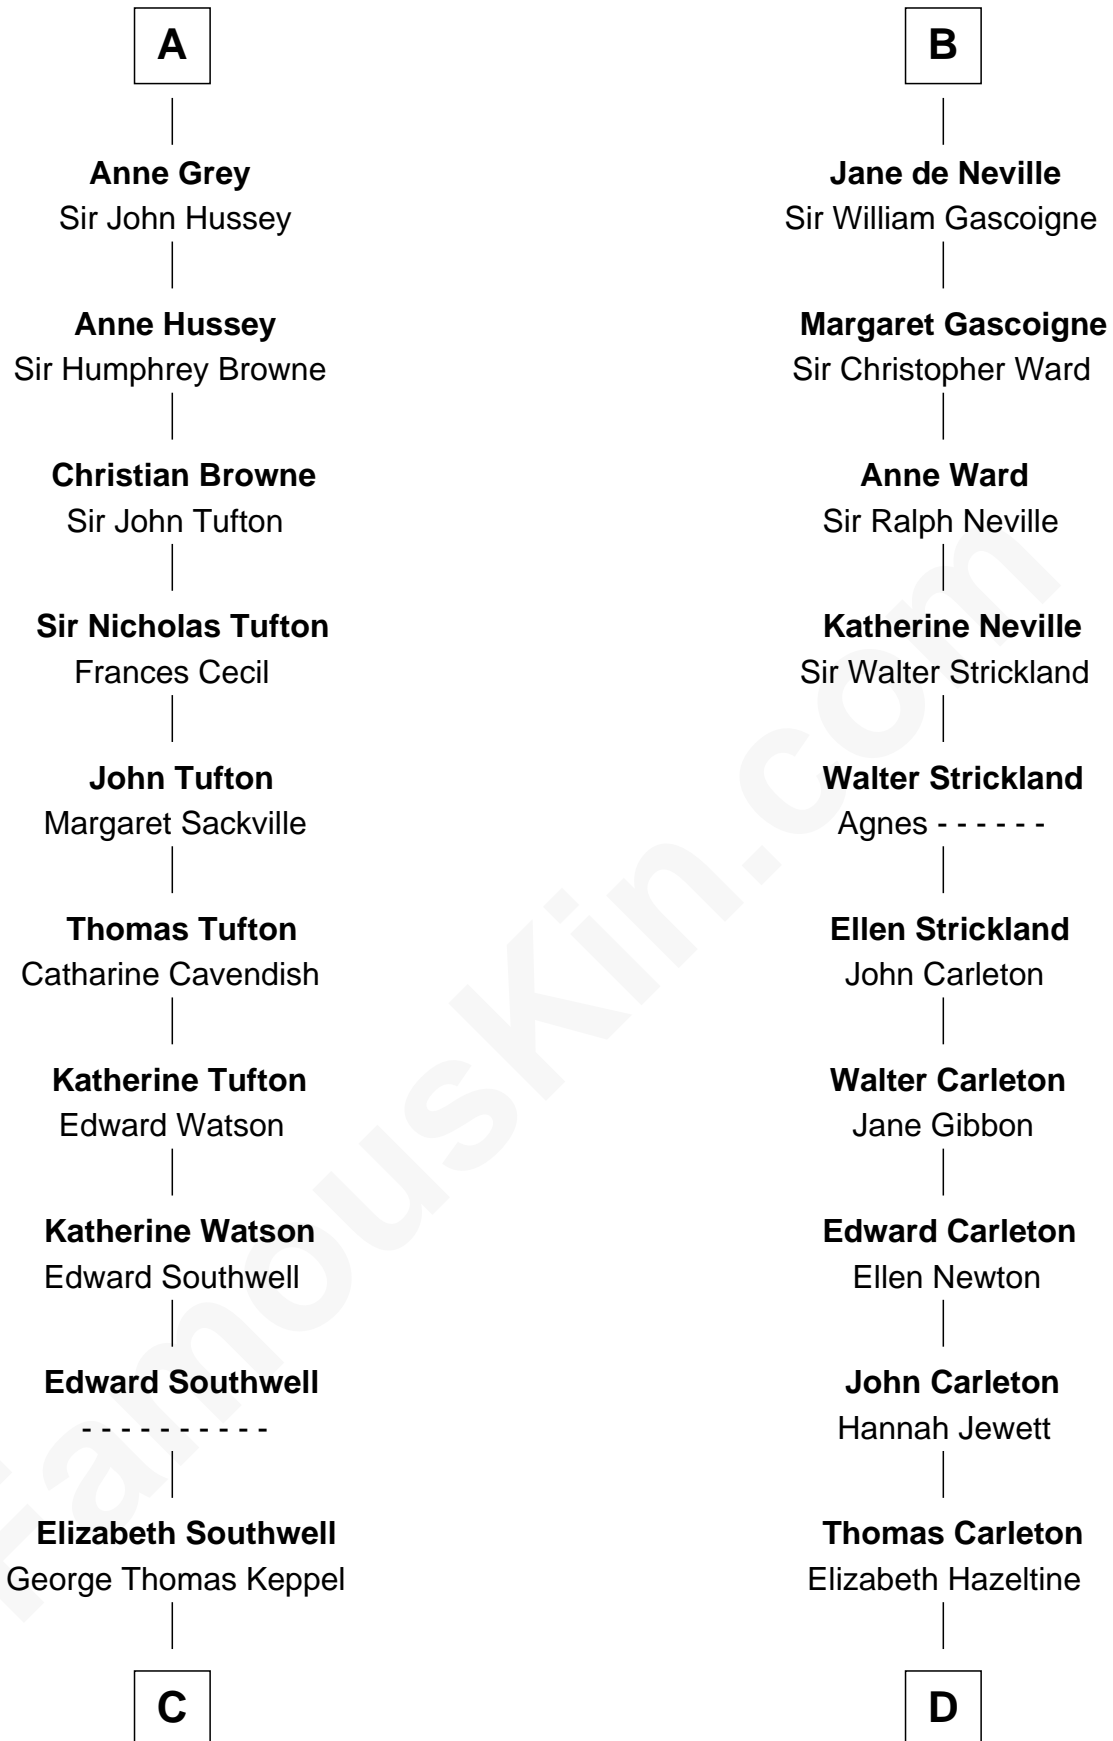 A
Anne Grey
Sir John Hussey
Anne Hussey
Sir Humphrey Browne
Christian Browne
Sir John Tufton
Sir Nicholas Tufton
Frances Cecil
John Tufton
Margaret Sackville
Thomas Tufton
Catharine Cavendish
Katherine Tufton
Edward Watson
Katherine Watson
Edward Southwell
Edward Southwell
- - - - - - - - - -
Elizabeth Southwell
George Thomas Keppel
C
B
Jane de Neville
Sir William Gascoigne
Margaret Gascoigne
Sir Christopher Ward
Anne Ward
Sir Ralph Neville
Katherine Neville
Sir Walter Strickland
Walter Strickland
Agnes - - - - - -
Ellen Strickland
John Carleton
Walter Carleton
Jane Gibbon
Edward Carleton
Ellen Newton
John Carleton
Hannah Jewett
Thomas Carleton
Elizabeth Hazeltine
D
FamousKin.com